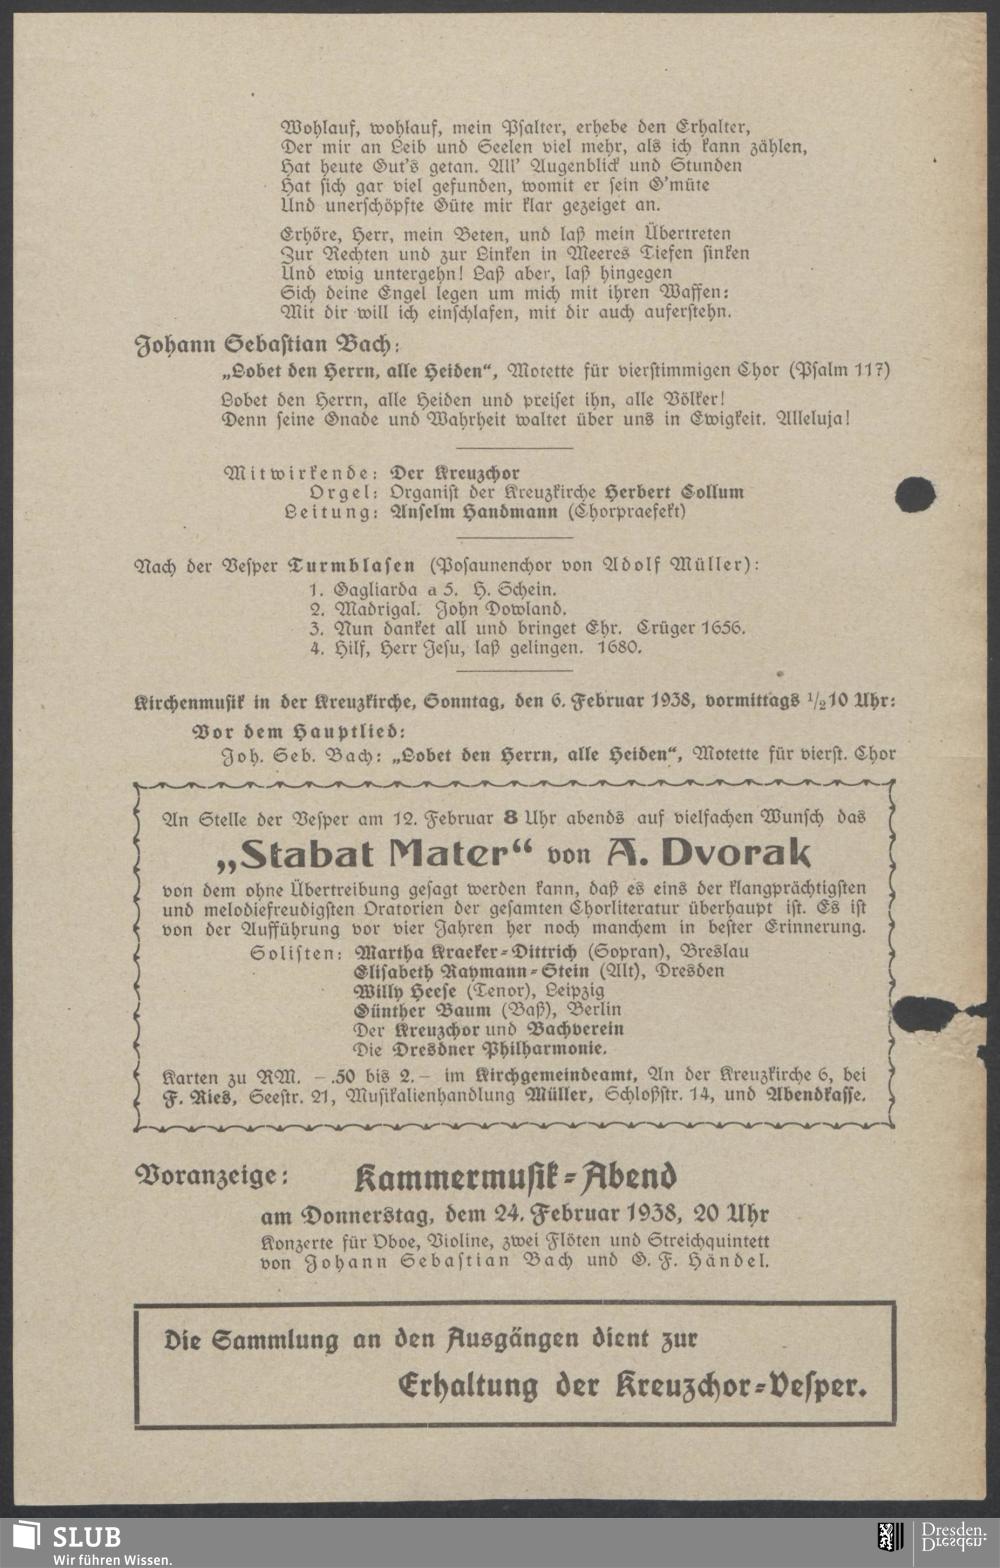 Wohlauf, wohlauf, mein Psalter, erhebe den Erhalter,
Der mir an Leib und Seelen viel mehr, als ich kann zählen,
Hat heute Gut's getan. All' Augenblick und Stunden
Hat sich gar viel gefunden, womit er sein G'müte
Und unerschöpfte Güte mir klar gezeiget an.
Erhöre, Herr, mein Beten, und laß mein Übertreten
Zur Rechten und zur Linken in Meeres Tiefen sinken
Und ewig untergehn! Laß aber, laß hingegen
Sich deine Engel legen um mich mit ihren Waffen:
Mit dir will ich einschlafen, mit dir auch auferstehn.
Johann Sebastian Bach:
„Lobet den Herrn, alle Heiden“, Motette für vierstimmigen Chor (Psalm 117)
Lobet den Herrn, alle Heiden und preiset ihn, alle Völker!
Denn seine Gnade und Wahrheit waltet über uns in Ewigkeit. Alleluja!
Mitwirkende: Der Kreuzchor
Orgel: Organist der Kreuzkirche Herbert Collum
Leitung: Anselm Handmann (Chorpraefekt)
Nach der Vesper Turmblasen (Posaunenchor von Adolf Müller):
1. Gagliarda a 5. H. Schein.
2. Madrigal. John Dowland.
3. Nun danket all und bringet Ehr. Crüger 1656.
4. Hilf, Herr Jesu, laß gelingen. 1680.
Kirchenmusik in der Kreuzkirche, Sonntag, den 6. Februar 1938, vormittags 1/2 10 Uhr:
Vor dem Hauptlied:
Joh. Seb. Bach: „Lobet den Herrn, alle Heiden“, Motette für vierst. Chor
An Stelle der Vesper am 12. Februar 8 Uhr abends auf vielfachen Wunsch das
„Stabat Mater“ von A. Dvorak
von dem ohne Übertreibung gesagt werden kann, daß es eins der klangprächtigsten
und melodiefreudigsten Oratorien der gesamten Chorliteratur überhaupt ist. Es ist
von der Aufführung vor vier Jahren her noch manchem in bester Erinnerung.
Solisten: Martha Kraeker-Dittrich (Sopran), Breslau
Elisabeth Raymann-Stein (Alt), Dresden
Willy Heese (Tenor), Leipzig
Günther Baum (Baß), Berlin
Der Kreuzchor und Bachverein
Die Dresdner Philharmonie.
Karten zu RM. –.50 bis 2.– im Kirchgemeindeamt, An der Kreuzkirche 6, bei
F. Ries, Seestr. 21, Musikalienhandlung Müller, Schloßstr. 14, und Abendkasse.
Voranzeige: Kammermusik-Abend
am Donnerstag, dem 24. Februar 1938, 20 Uhr
Konzerte für Oboe, Violine, zwei Flöten und Streichquintett
von Johann Sebastian Bach und G. F. Händel.
Die Sammlung an den Ausgängen dient zur
Erhaltung der Kreuzchor-Vesper.
SLUB
Wir führen Wissen.
Dresden.
Dresden.